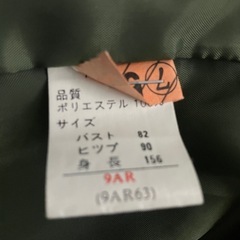 L
品質
ポリエステル 100%
サイズ
バスト 82
ヒップ 90
身長 156
9AR
(9AR63)